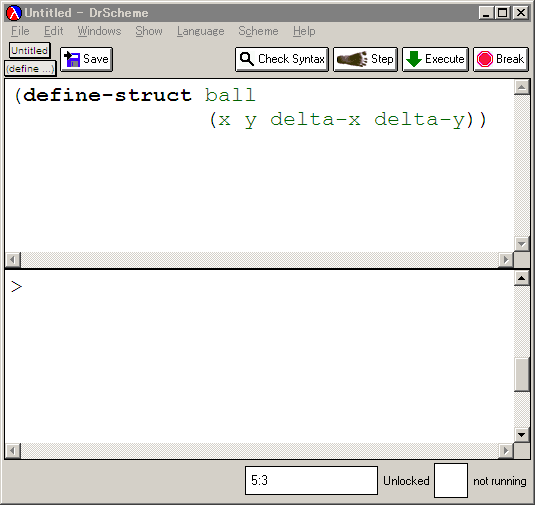 Untitled - DrScheme
File Edit Windows Show Language Scheme Help
Untitled
(define ...)
Save Check Syntax Step Execute Break
(define-struct ball
(x y delta-x delta-y))
>
5:3 Unlocked not running